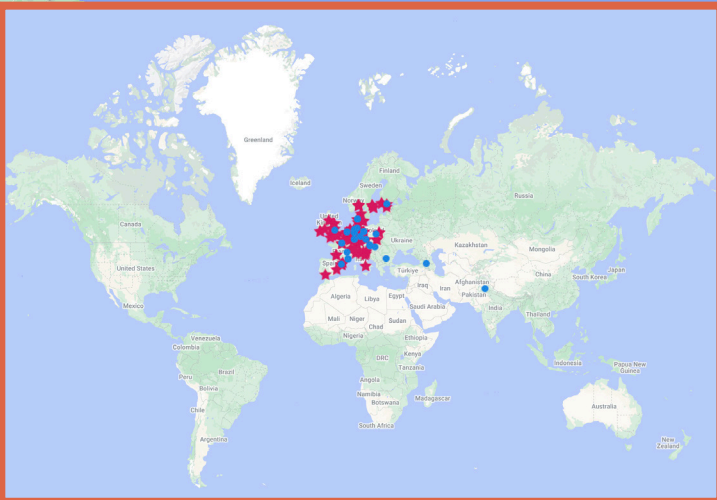 Greenland
Iceland
Finland
Sweden
Norway
Russia
United
Canada
Ukraine
Kazakhstan
Mongolia
United States
Spain
Türkiye
China
Japan
South Korea
Afghanistan
Iraq
Iran
Pakistan
Algeria
Libya
Egypt
Saudi Arabia
India
Mexico
Mali
Niger
Chad
Sudan
Thailand
Nigeria
Ethiopia
Venezuela
Colombia
DRC
Kenya
Tanzania
Indonesia
Papua New
Guinea
Peru
Brazil
Bolivia
Angola
Namibia
Botswana
Madagascar
Chile
Australia
South Africa
Argentina
New
Zealand